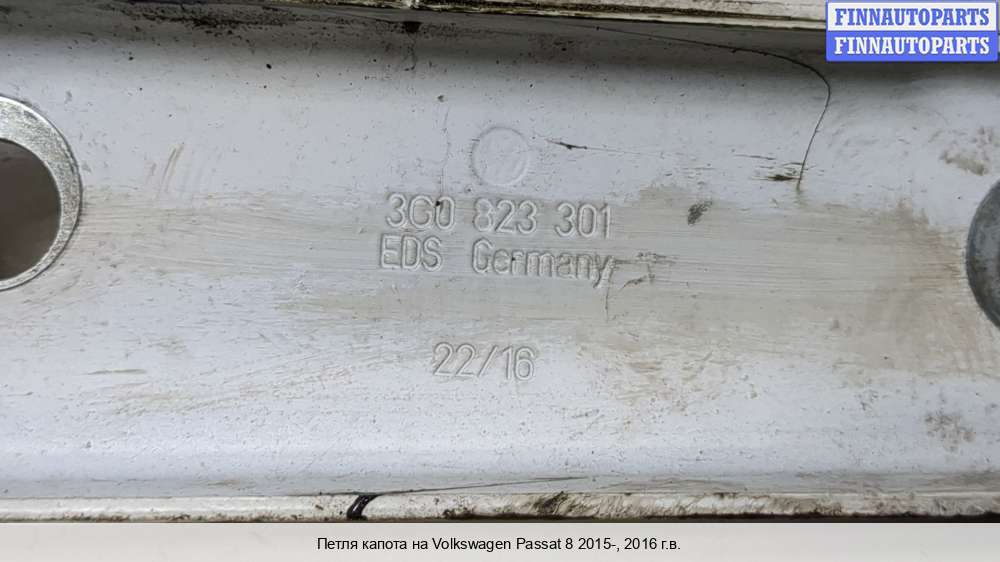 FINNAUTOPARTS
FINNAUTOPARTS
3G0 823 301
EDS Germany
22/16
Петля капота на Volkswagen Passat 8 2015-, 2016 г.в.